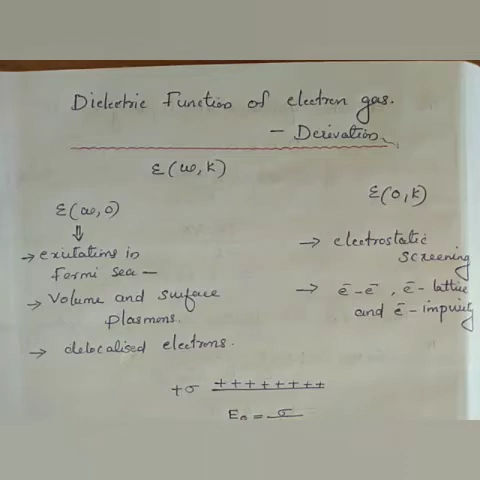 Dielectric Function of electron gas.
- Derivation.
ε(ω, k)
ε(ω, 0)
ε(0, k)
⇓
→ exitations in
Fermi sea —
→ Volume and surface
plasmons.
→ delocalised electrons.
→ electrostatic
screening
→ e̅ - e̅ , e̅ - lattice
and e̅ - impurity
+σ + + + + + + + +
E₀ = σ